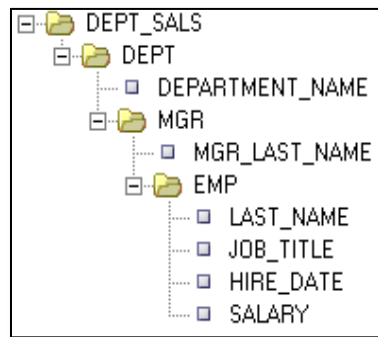 DEPT_SALS
DEPT
DEPARTMENT_NAME
MGR
MGR_LAST_NAME
EMP
LAST_NAME
JOB_TITLE
HIRE_DATE
SALARY